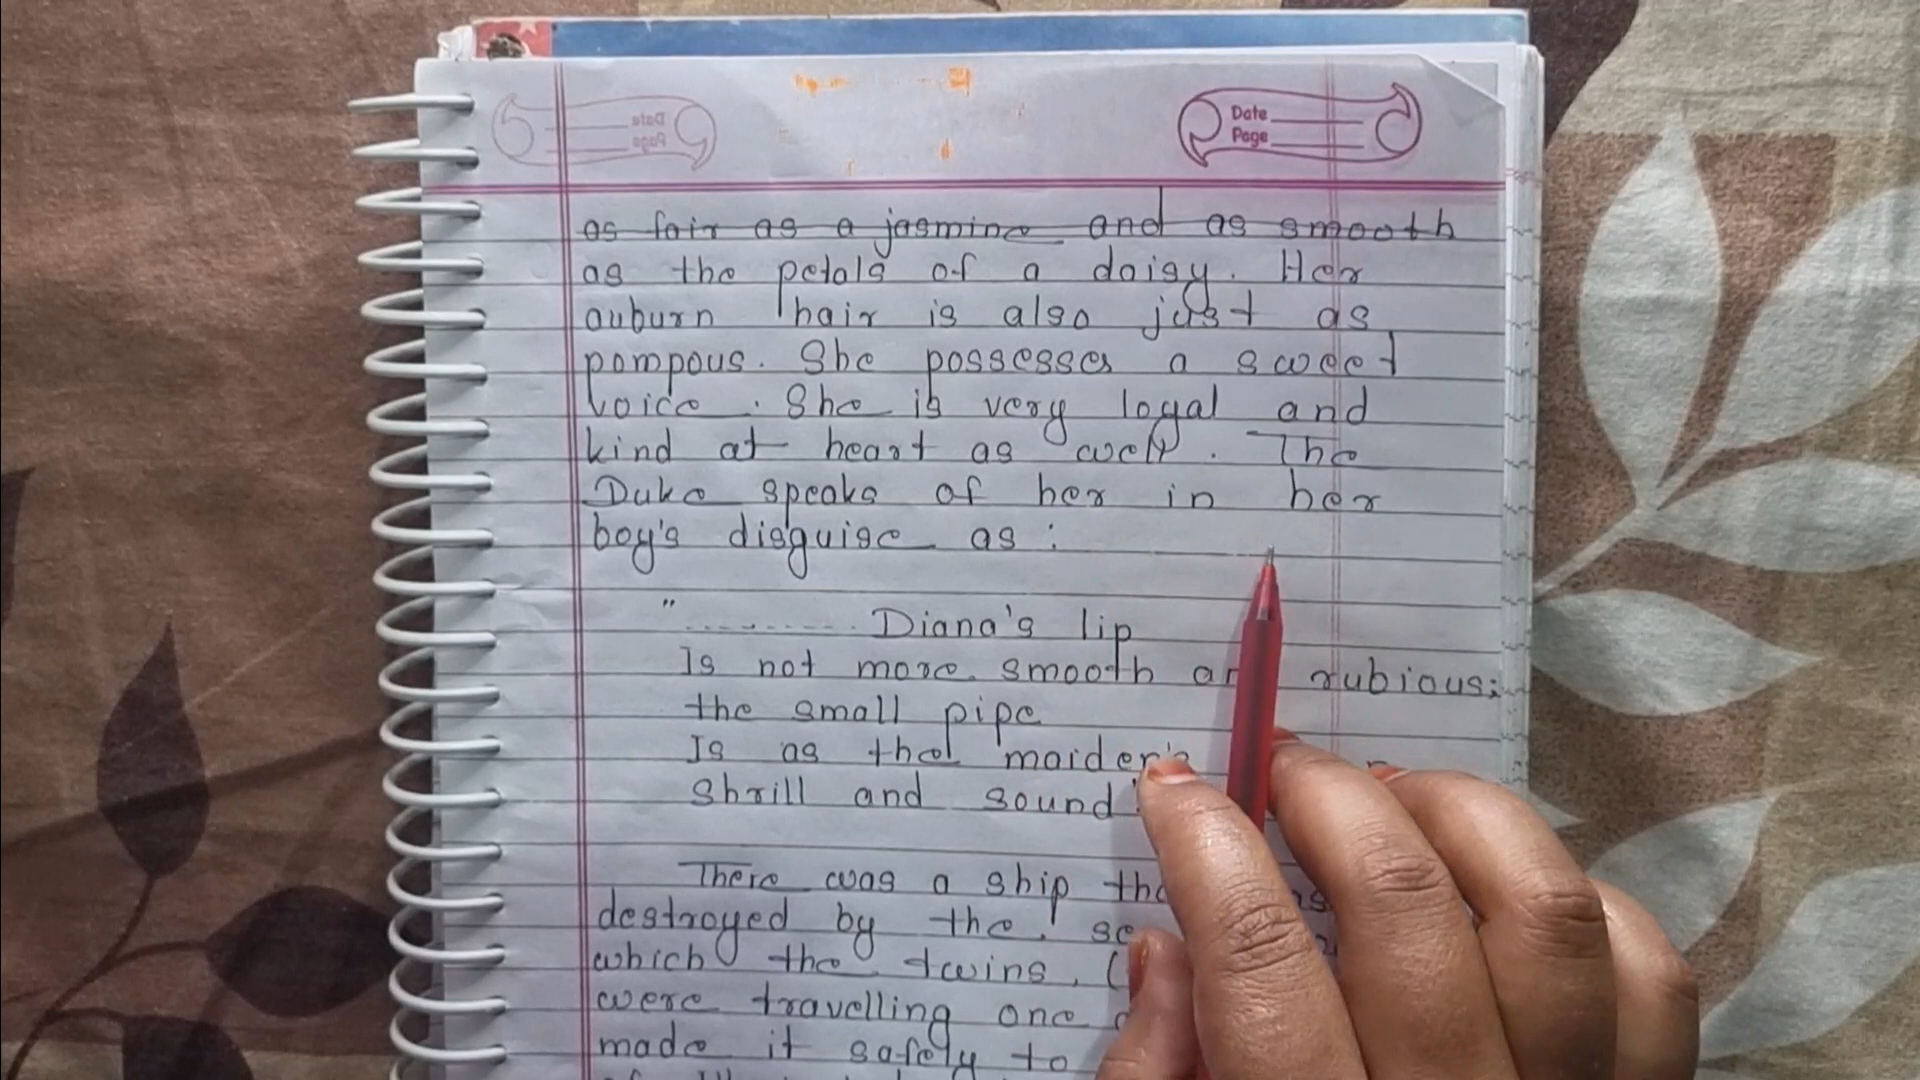 Date
Page
as fair as a jasmine and as smooth
as the petals of a daisy. Her
auburn hair is also just as
pompous. She possesses a sweet
voice. She is very loyal and
kind at heart as well. The
Duke speaks of her in her
boy's disguise as:
".......... Diana's lip
Is not more smooth and rubious;
the small pipe
Is as the maiden's
Shrill and sound"
There was a ship
destroyed by the
which the twins, (
were travelling one
made it safely to